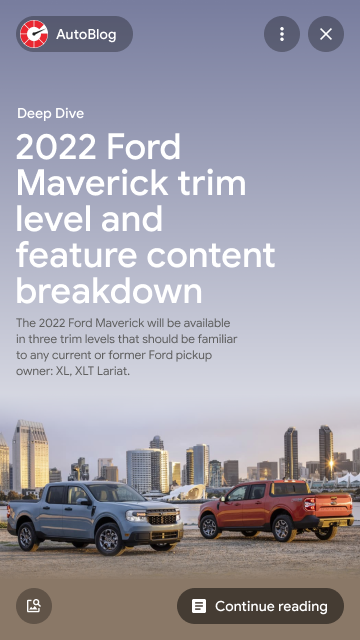 AutoBlog
Deep Dive
2022 Ford
Maverick trim
level and
feature content
breakdown
The 2022 Ford Maverick will be available
in three trim levels that should be familiar
to any current or former Ford pickup
owner: XL, XLT Lariat.
Continue reading